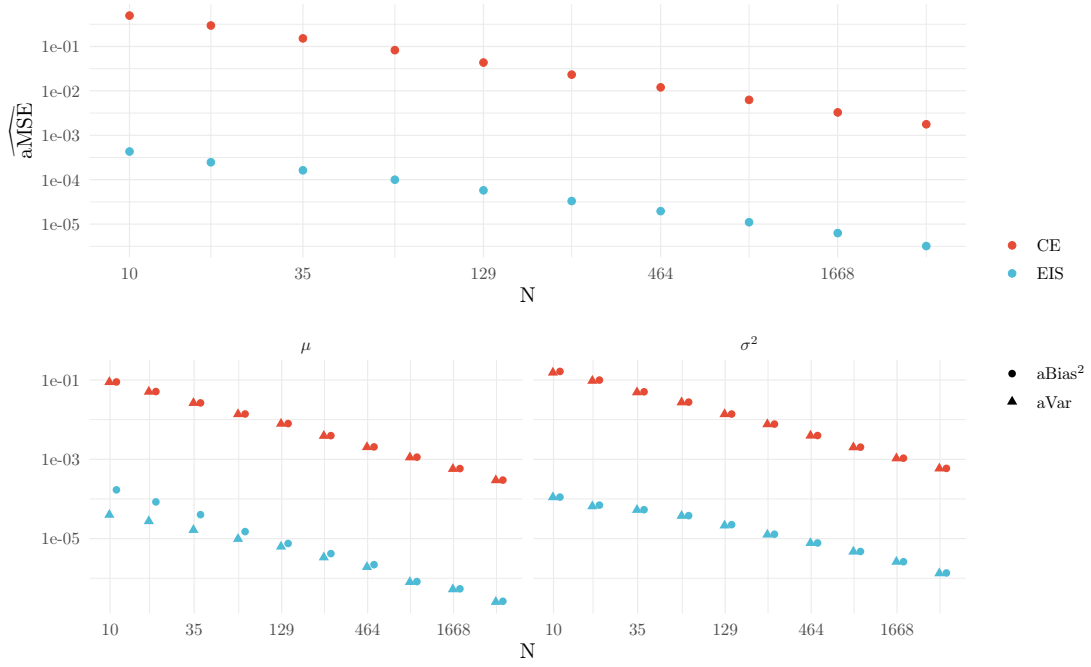 1e-01
1e-02
1e-03
1e-04
1e-05
aMSE
10 35 129 464 1668
N
CE
EIS
μ σ²
1e-01
1e-03
1e-05
10 35 129 464 1668 10 35 129 464 1668
N
aBias²
aVar